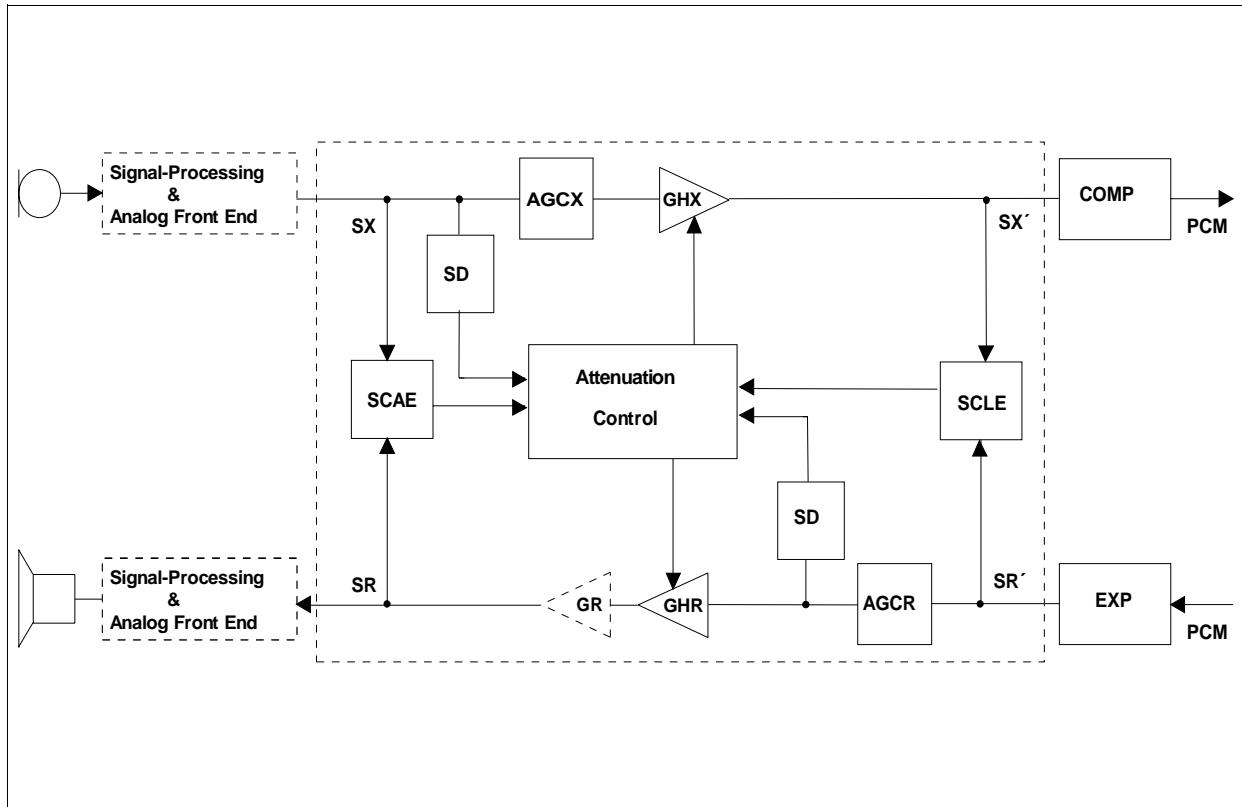 Signal-Processing
&
Analog Front End
SX
AGCX
GHX
SX´
COMP
PCM
SD
SCAE
Attenuation
Control
SCLE
SD
Signal-Processing
&
Analog Front End
SR
GR
GHR
AGCR
SR´
EXP
PCM